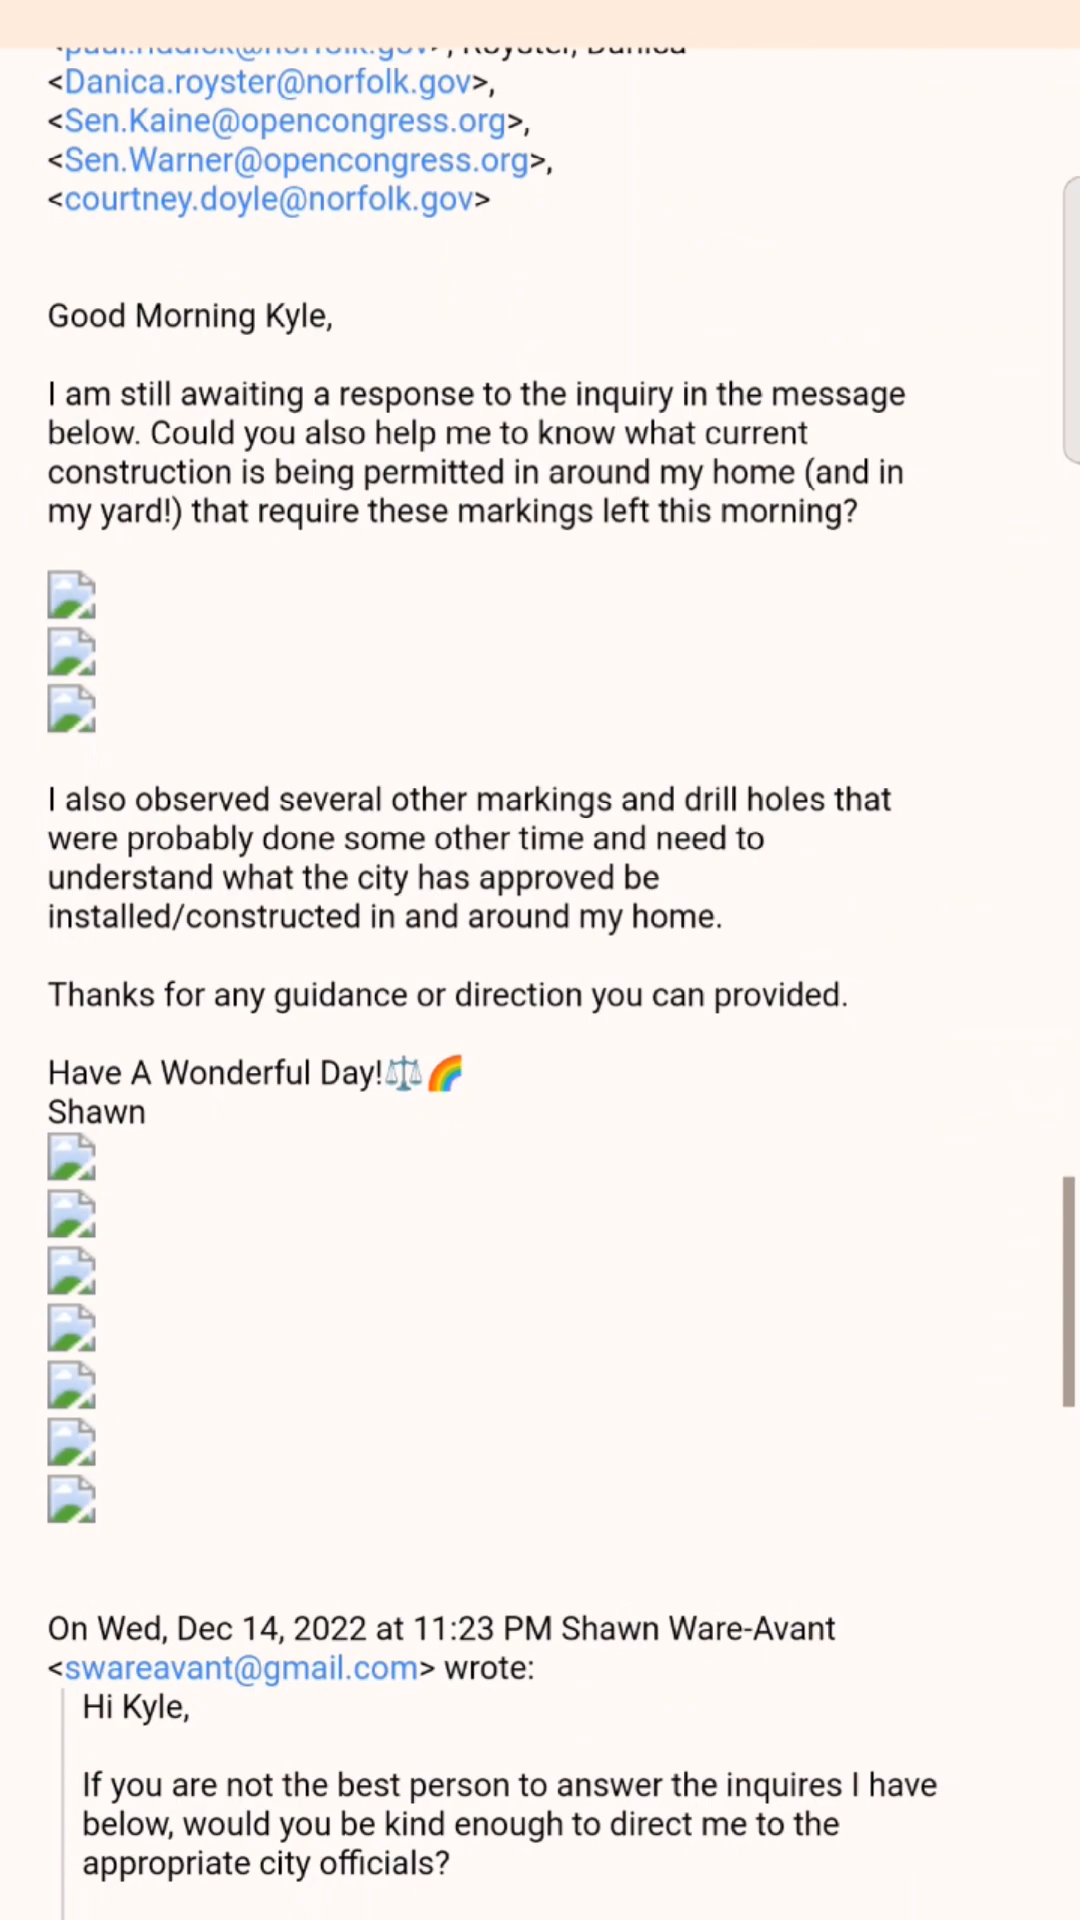 Danica
<Danica.royster@norfolk.gov>,
<Sen.Kaine@opencongress.org>,
<Sen.Warner@opencongress.org>,
<courtney.doyle@norfolk.gov>
Good Morning Kyle,
I am still awaiting a response to the inquiry in the message
below. Could you also help me to know what current
construction is being permitted in around my home (and in
my yard!) that require these markings left this morning?
I also observed several other markings and drill holes that
were probably done some other time and need to
understand what the city has approved be
installed/constructed in and around my home.
Thanks for any guidance or direction you can provided.
Have A Wonderful Day!⚖️🌈
Shawn
On Wed, Dec 14, 2022 at 11:23 PM Shawn Ware-Avant
<swareavant@gmail.com> wrote:
Hi Kyle,
If you are not the best person to answer the inquires I have
below, would you be kind enough to direct me to the
appropriate city officials?